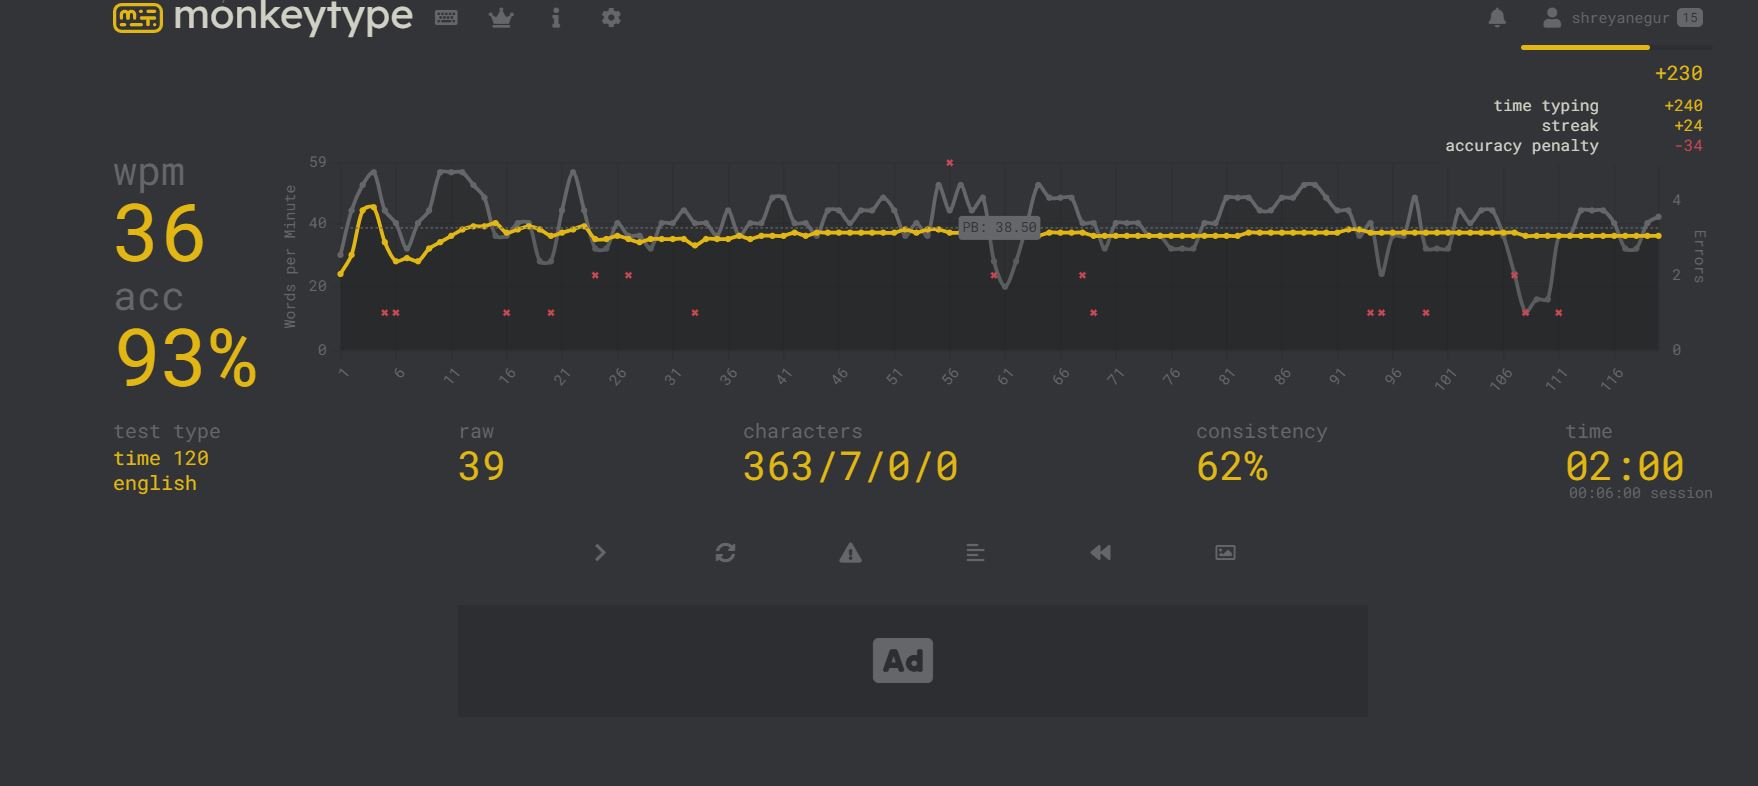 monkeytype
shreyanegur 15
+230
time typing +240
streak +24
accuracy penalty -34
wpm
36
acc
93%
Words per Minute
59
40
20
0
PB: 38.50
4
2
0
Errors
1 6 11 16 21 26 31 36 41 46 51 56 61 66 71 76 81 86 91 96 101 106 111 116
test type
time 120
english
raw
39
characters
363/7/0/0
consistency
62%
time
02:00
00:06:00 session
Ad